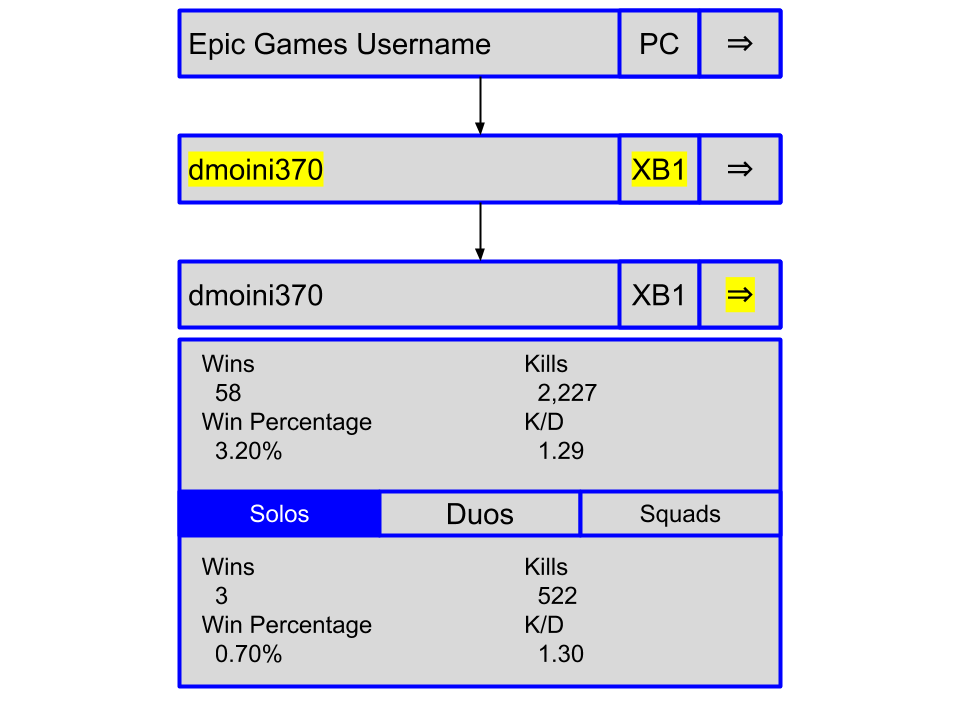 Epic Games Username PC ⇒
dmoini370 XB1 ⇒
dmoini370 XB1 ⇒
Wins Kills
58 2,227
Win Percentage K/D
3.20% 1.29
Solos Duos Squads
Wins Kills
3 522
Win Percentage K/D
0.70% 1.30